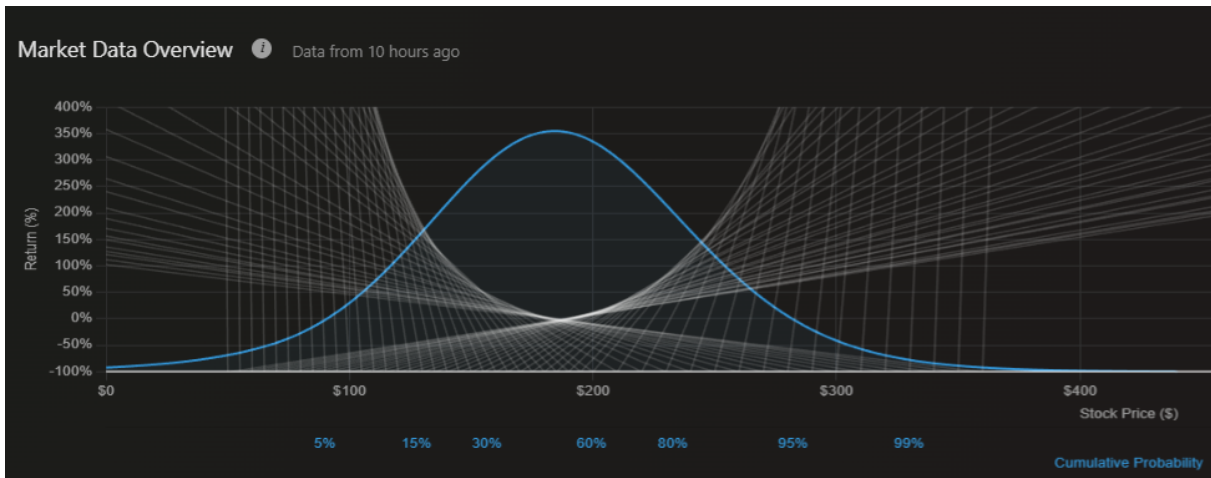 Market Data Overview i Data from 10 hours ago
400%
350%
300%
250%
200%
150%
100%
50%
0%
-50%
-100%
Return (%)
$0 $100 $200 $300 $400
Stock Price ($)
5% 15% 30% 60% 80% 95% 99%
Cumulative Probability